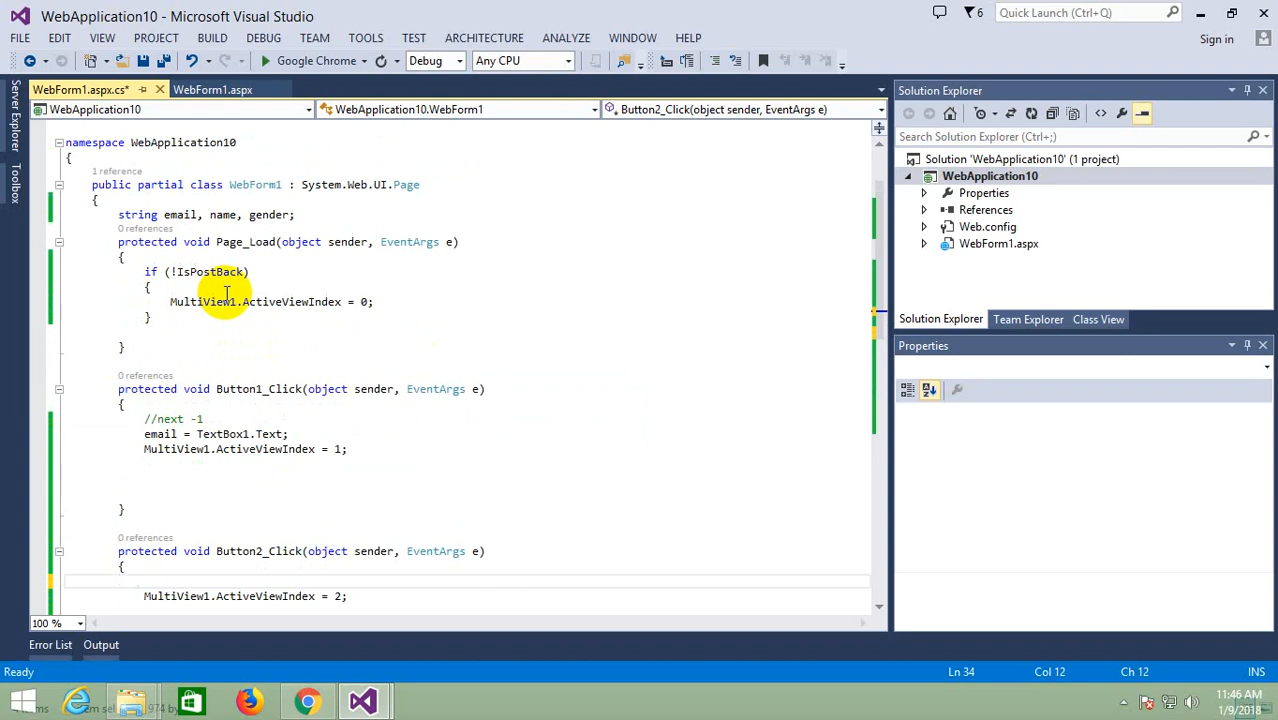 WebApplication10 - Microsoft Visual Studio
6
Quick Launch (Ctrl+Q)
FILE EDIT VIEW PROJECT BUILD DEBUG TEAM TOOLS TEST ARCHITECTURE ANALYZE WINDOW HELP
Sign in
Google Chrome Debug Any CPU
Server Explorer
Toolbox
WebForm1.aspx.cs* WebForm1.aspx
WebApplication10 WebApplication10.WebForm1 Button2_Click(object sender, EventArgs e)
namespace WebApplication10
{
1 reference
public partial class WebForm1 : System.Web.UI.Page
{
string email, name, gender;
0 references
protected void Page_Load(object sender, EventArgs e)
{
if (!IsPostBack)
{
MultiView1.ActiveViewIndex = 0;
}
}
0 references
protected void Button1_Click(object sender, EventArgs e)
{
//next -1
email = TextBox1.Text;
MultiView1.ActiveViewIndex = 1;
}
0 references
protected void Button2_Click(object sender, EventArgs e)
{
MultiView1.ActiveViewIndex = 2;
100 %
Solution Explorer
Search Solution Explorer (Ctrl+;)
Solution 'WebApplication10' (1 project)
WebApplication10
Properties
References
Web.config
WebForm1.aspx
Solution Explorer Team Explorer Class View
Properties
Error List Output
Ready Ln 34 Col 12 Ch 12 INS
11:46 AM
1/9/2018